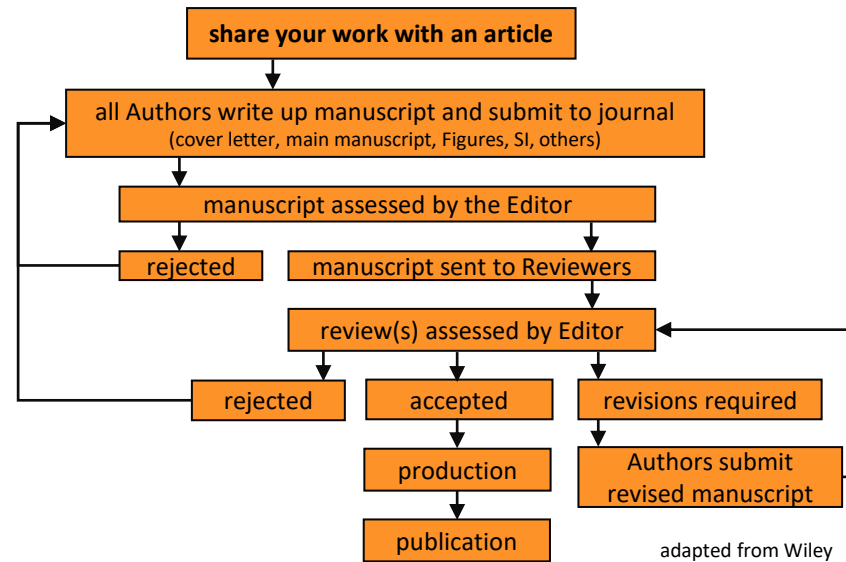 share your work with an article
all Authors write up manuscript and submit to journal
(cover letter, main manuscript, Figures, SI, others)
manuscript assessed by the Editor
rejected
manuscript sent to Reviewers
review(s) assessed by Editor
rejected
accepted
revisions required
production
Authors submit
revised manuscript
publication
adapted from Wiley